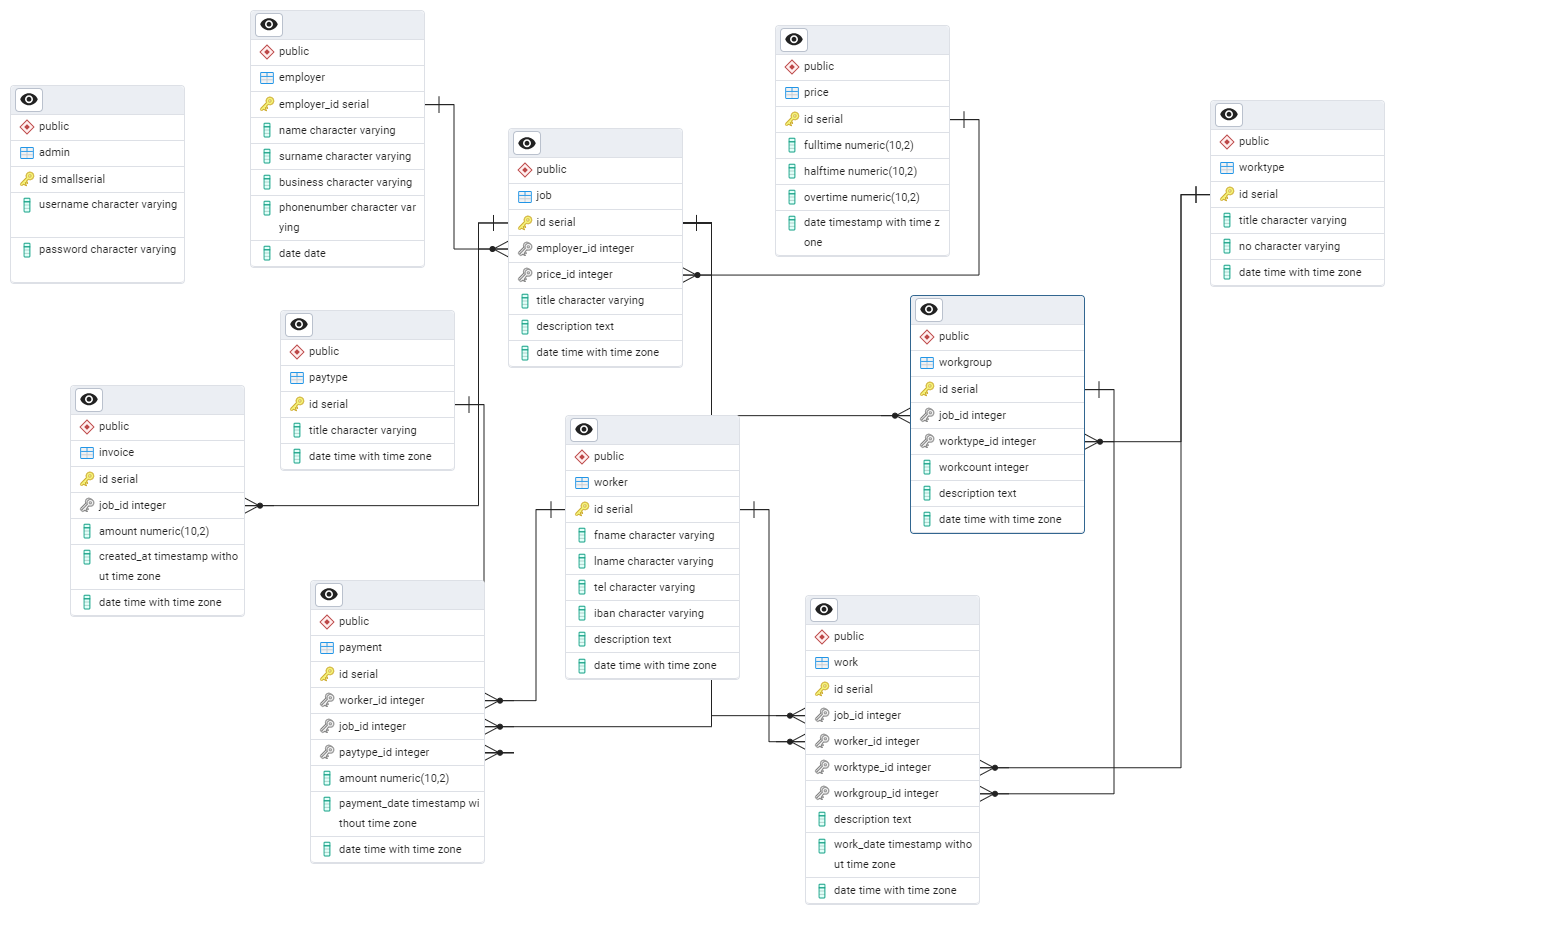 public
admin
id smallserial
username character varying
password character varying
public
employer
employer_id serial
name character varying
surname character varying
business character varying
phonenumber character var
ying
date date
public
job
id serial
employer_id integer
price_id integer
title character varying
description text
date time with time zone
public
price
id serial
fulltime numeric(10,2)
halftime numeric(10,2)
overtime numeric(10,2)
date timestamp with time z
one
public
worktype
id serial
title character varying
no character varying
date time with time zone
public
paytype
id serial
title character varying
date time with time zone
public
invoice
id serial
job_id integer
amount numeric(10,2)
created_at timestamp witho
ut time zone
date time with time zone
public
workgroup
id serial
job_id integer
worktype_id integer
workcount integer
description text
date time with time zone
public
worker
id serial
fname character varying
lname character varying
tel character varying
iban character varying
description text
date time with time zone
public
payment
id serial
worker_id integer
job_id integer
paytype_id integer
amount numeric(10,2)
payment_date timestamp wi
thout time zone
date time with time zone
public
work
id serial
job_id integer
worker_id integer
worktype_id integer
workgroup_id integer
description text
work_date timestamp witho
ut time zone
date time with time zone